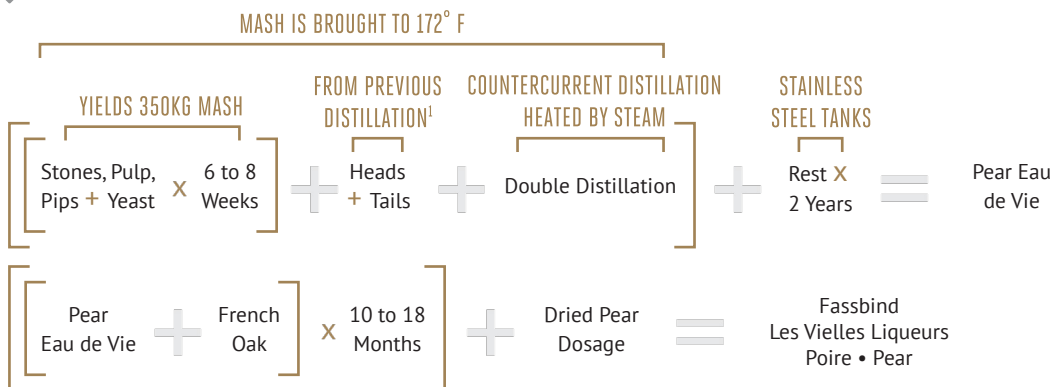 MASH IS BROUGHT TO 172° F
YIELDS 350KG MASH
FROM PREVIOUS
DISTILLATION¹
COUNTERCURRENT DISTILLATION
HEATED BY STEAM
STAINLESS
STEEL TANKS
Stones, Pulp,
Pips + Yeast
x
6 to 8
Weeks
+
Heads
+ Tails
+
Double Distillation
+
Rest x
2 Years
=
Pear Eau
de Vie
Pear
Eau de Vie
+
French
Oak
x
10 to 18
Months
+
Dried Pear
Dosage
=
Fassbind
Les Vielles Liqueurs
Poire • Pear